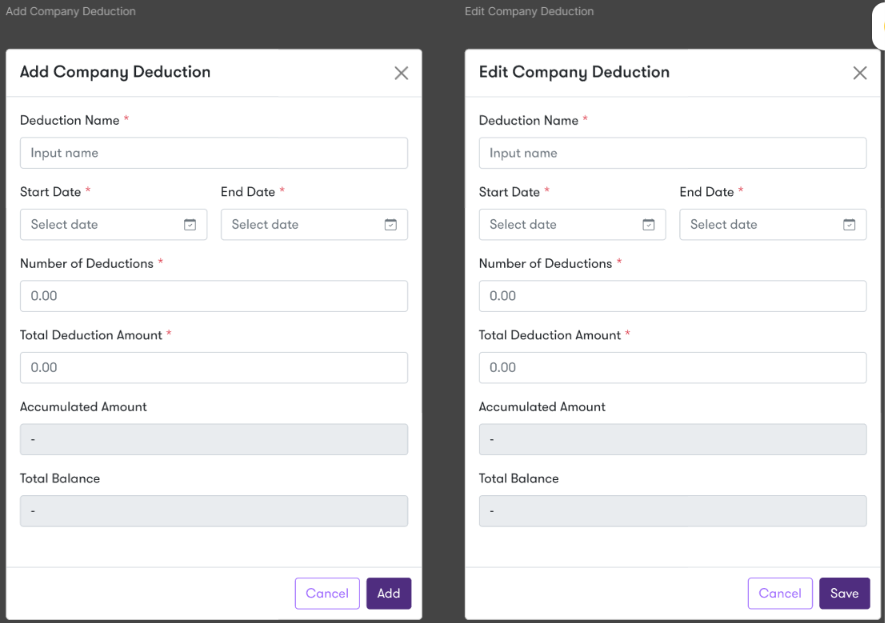 Add Company Deduction
Add Company Deduction
Deduction Name *
Input name
Start Date * End Date *
Select date Select date
Number of Deductions *
0.00
Total Deduction Amount *
0.00
Accumulated Amount
-
Total Balance
-
Cancel Add
Edit Company Deduction
Edit Company Deduction
Deduction Name *
Input name
Start Date * End Date *
Select date Select date
Number of Deductions *
0.00
Total Deduction Amount *
0.00
Accumulated Amount
-
Total Balance
-
Cancel Save